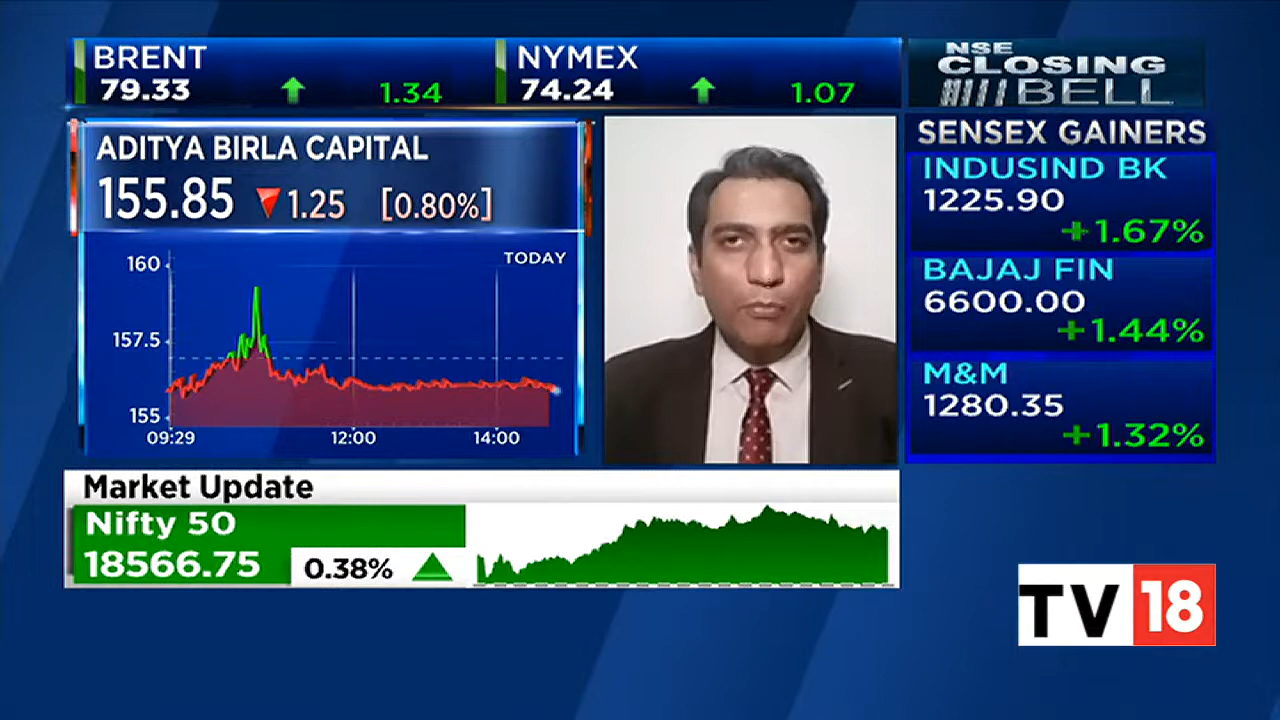 BRENT
79.33 1.34
NYMEX
74.24 1.07
NSE
CLOSING
BELL
ADITYA BIRLA CAPITAL
155.85 1.25 [0.80%]
TODAY
160
157.5
155
09:29 12:00 14:00
SENSEX GAINERS
INDUSIND BK
1225.90
+1.67%
BAJAJ FIN
6600.00
+1.44%
M&M
1280.35
+1.32%
Market Update
Nifty 50
18566.75 0.38%
TV18